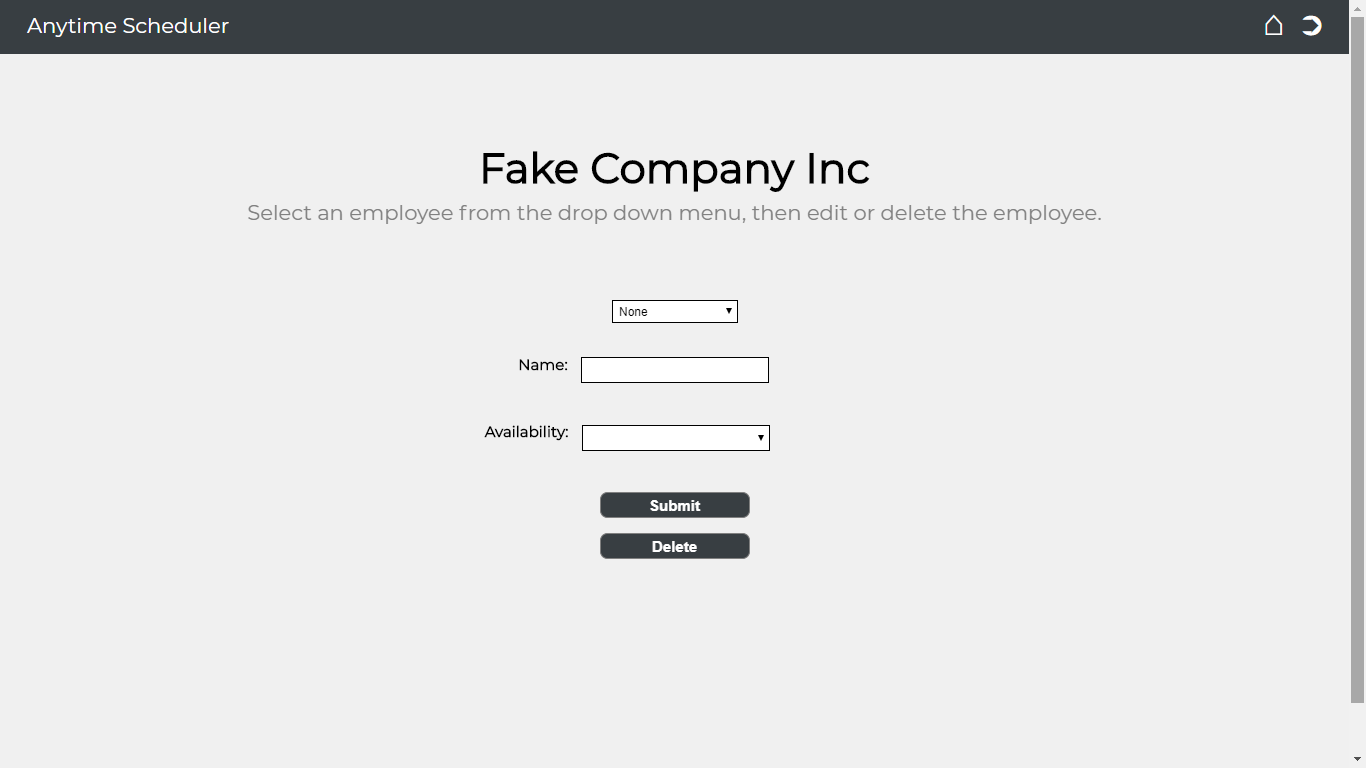 Anytime Scheduler
Fake Company Inc
Select an employee from the drop down menu, then edit or delete the employee.
None
Name:
Availability:
Submit
Delete